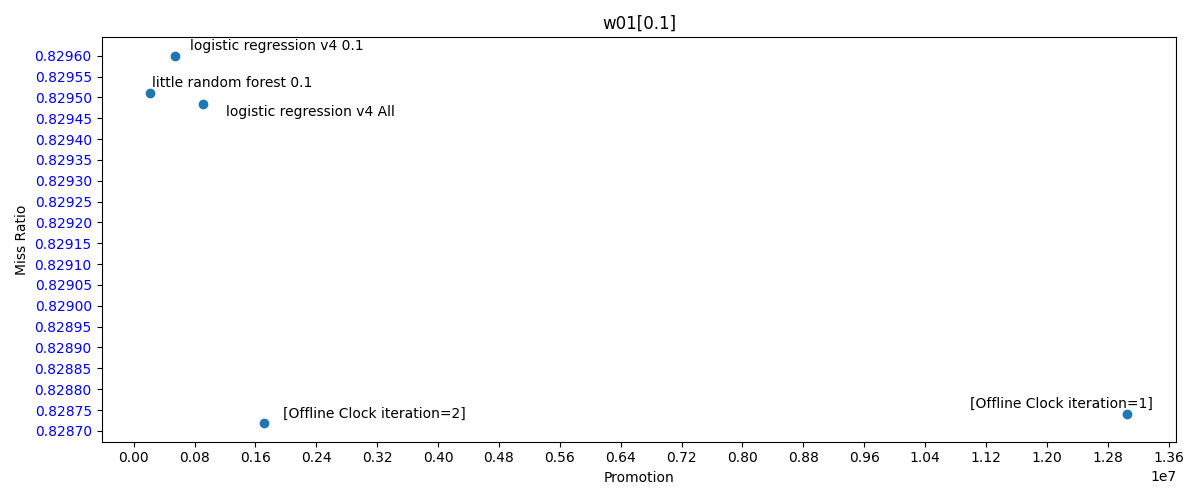 w01[0.1]
logistic regression v4 0.1
little random forest 0.1
logistic regression v4 All
[Offline Clock iteration=2]
[Offline Clock iteration=1]
Miss Ratio
0.82960
0.82955
0.82950
0.82945
0.82940
0.82935
0.82930
0.82925
0.82920
0.82915
0.82910
0.82905
0.82900
0.82895
0.82890
0.82885
0.82880
0.82875
0.82870
0.00 0.08 0.16 0.24 0.32 0.40 0.48 0.56 0.64 0.72 0.80 0.88 0.96 1.04 1.12 1.20 1.28 1.36
1e7
Promotion